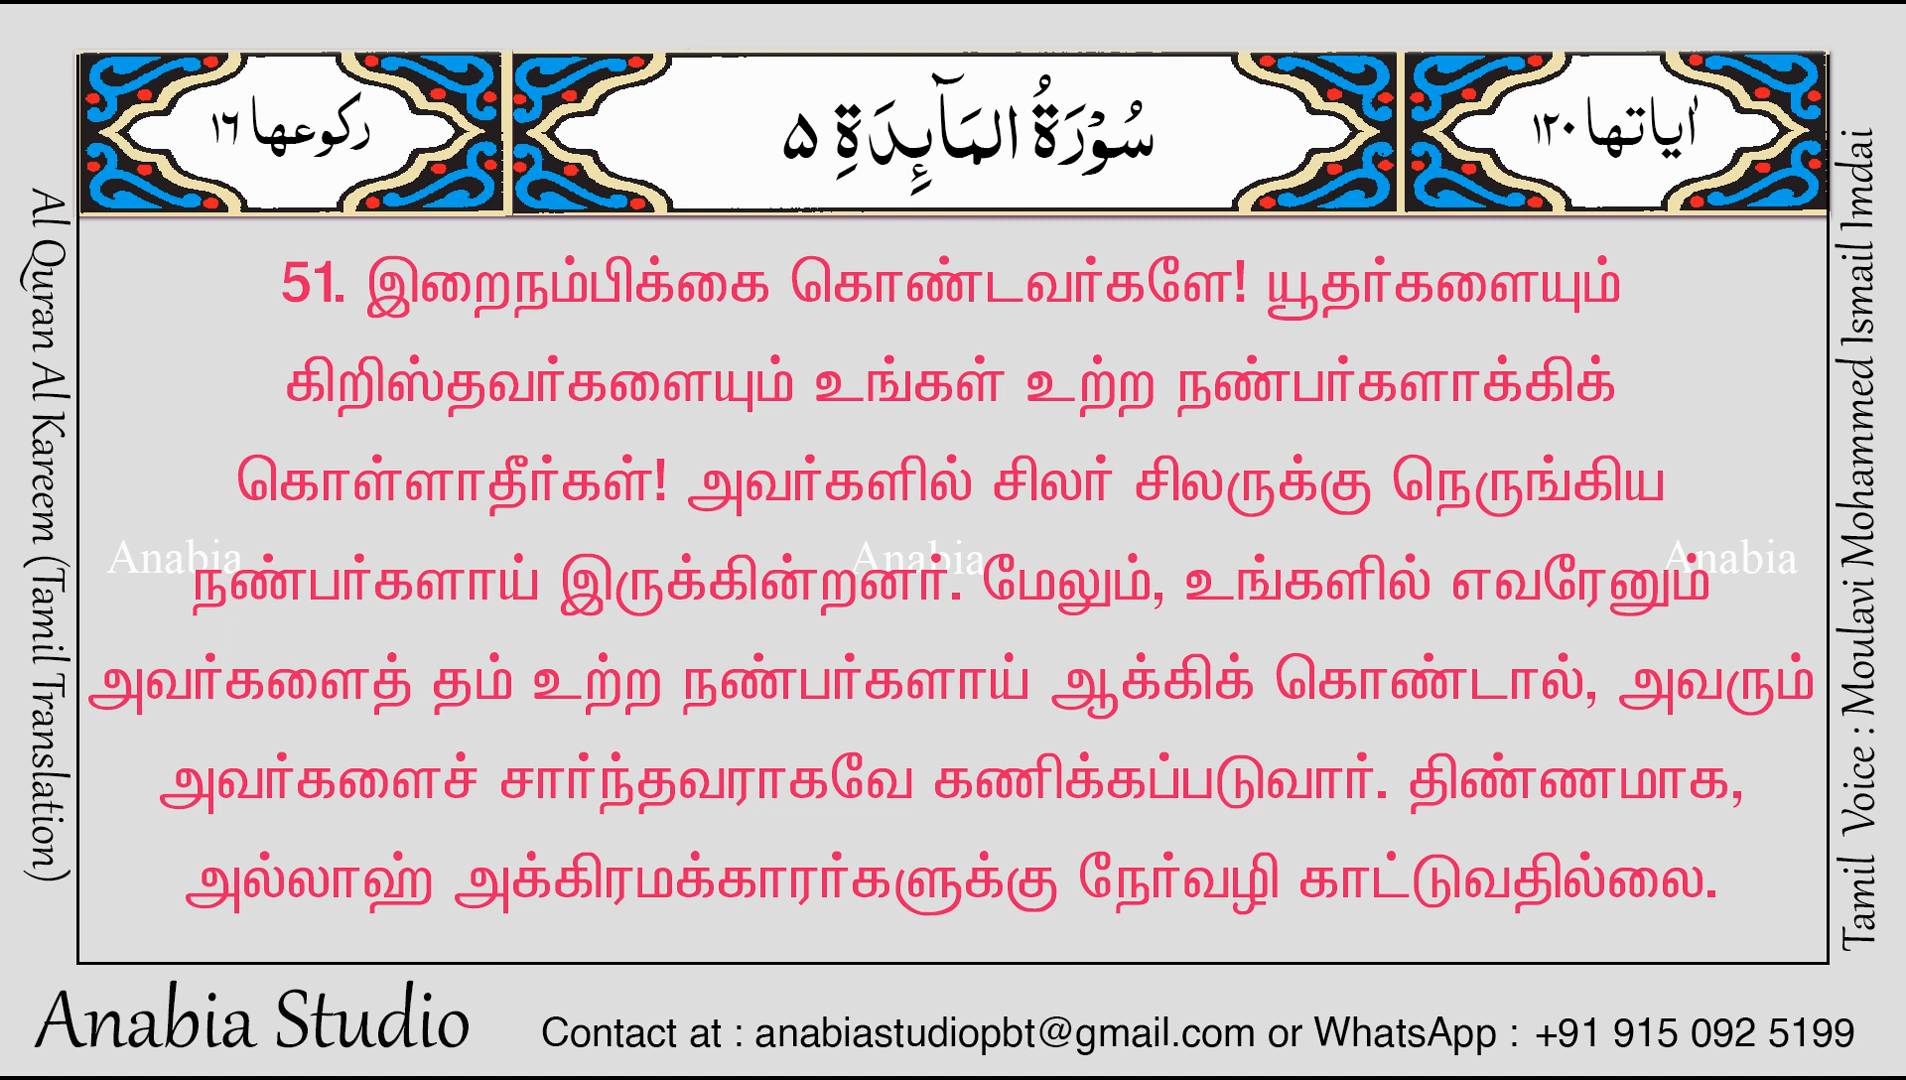 رکوعها ١٦
سُوْرَةُ الْمَآئِدَةِ ۵
اٰیاتها ١٢٠
51. இறைநம்பிக்கை கொண்டவர்களே! யூதர்களையும்
கிறிஸ்தவர்களையும் உங்கள் உற்ற நண்பர்களாக்கிக்
கொள்ளாதீர்கள்! அவர்களில் சிலர் சிலருக்கு நெருங்கிய
நண்பர்களாய் இருக்கின்றனர். மேலும், உங்களில் எவரேனும்
அவர்களைத் தம் உற்ற நண்பர்களாய் ஆக்கிக் கொண்டால், அவரும்
அவர்களைச் சார்ந்தவராகவே கணிக்கப்படுவார். திண்ணமாக,
அல்லாஹ் அக்கிரமக்காரர்களுக்கு நேர்வழி காட்டுவதில்லை.
Anabia
Anabia
Anabia
Al Quran Al Kareem (Tamil Translation)
Tamil Voice : Moulavi Mohammed Ismail Imdai
Anabia Studio
Contact at : anabiastudiopbt@gmail.com or WhatsApp : +91 915 092 5199